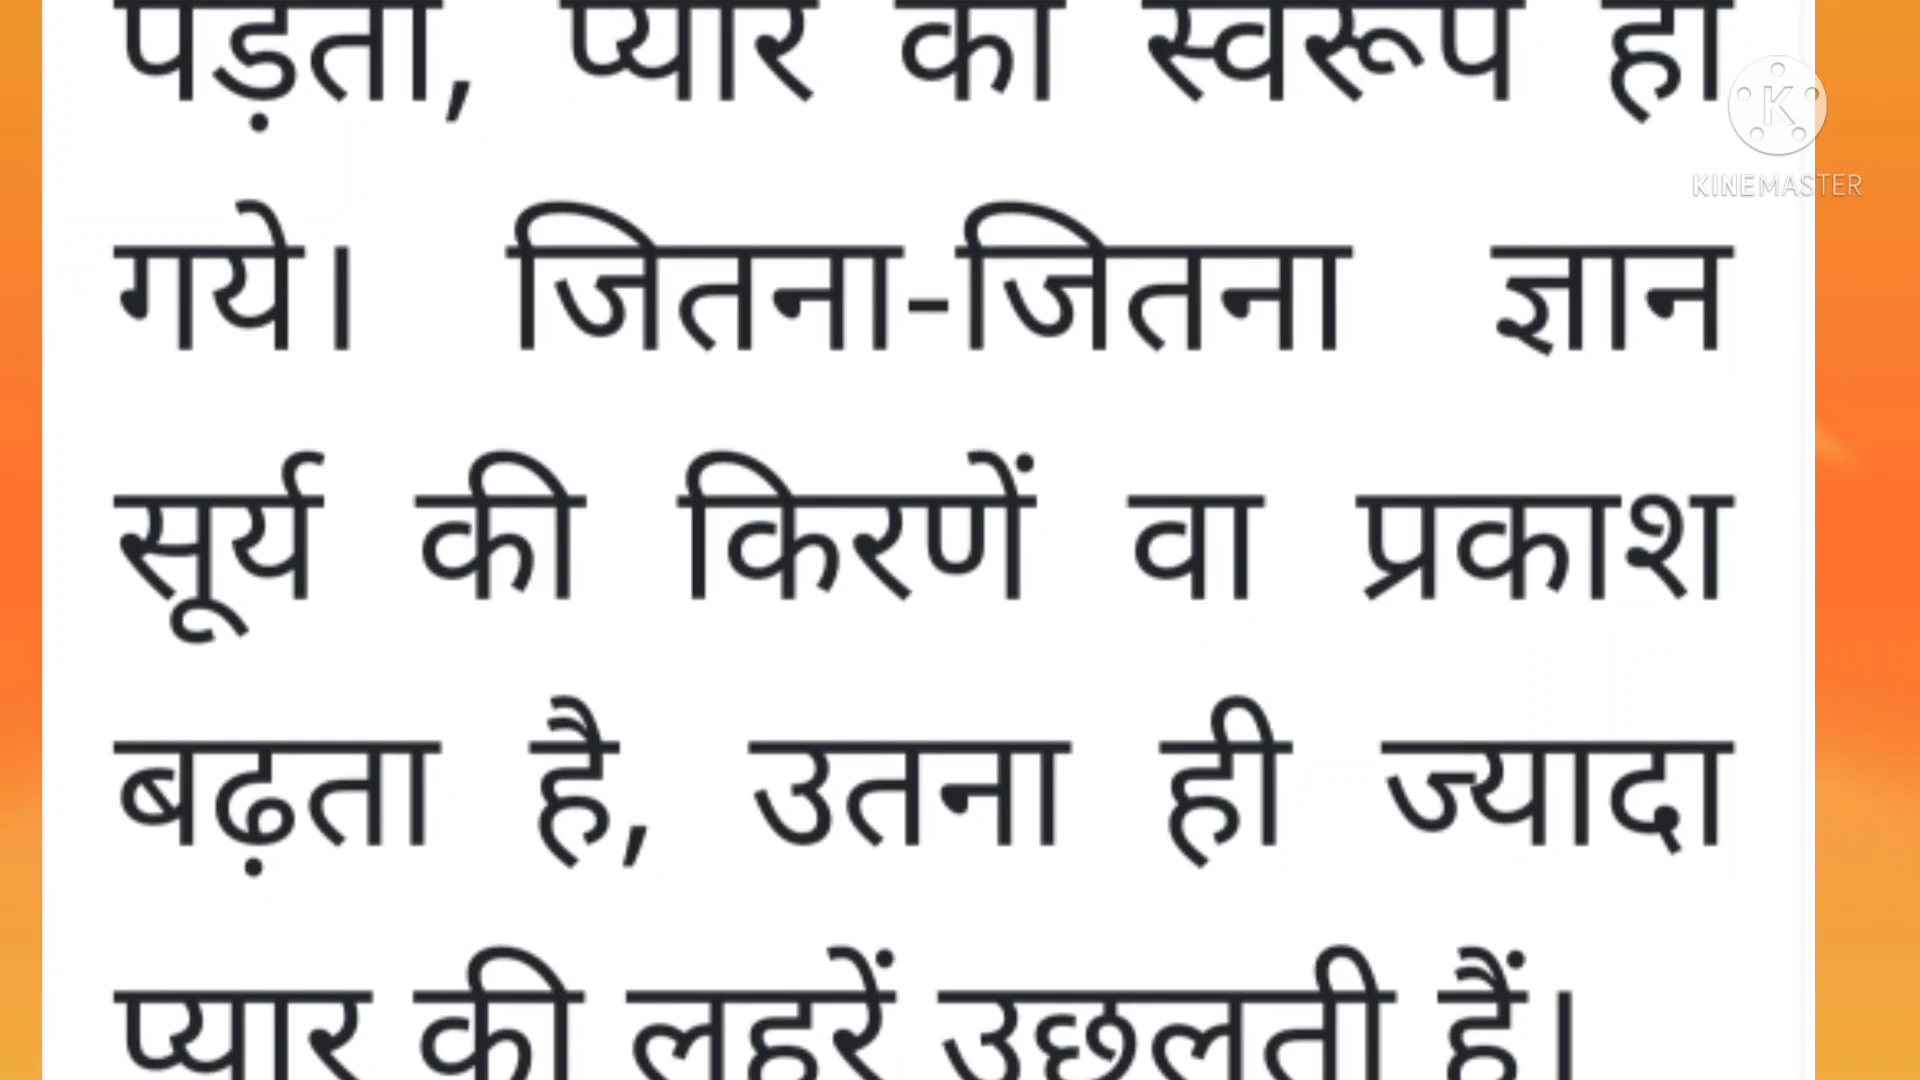 पड़ता, प्यार का स्वरूप हो
गये। जितना-जितना ज्ञान
सूर्य की किरणें वा प्रकाश
बढ़ता है, उतना ही ज्यादा
प्यार की लहरें उछलती हैं।
KINEMASTER